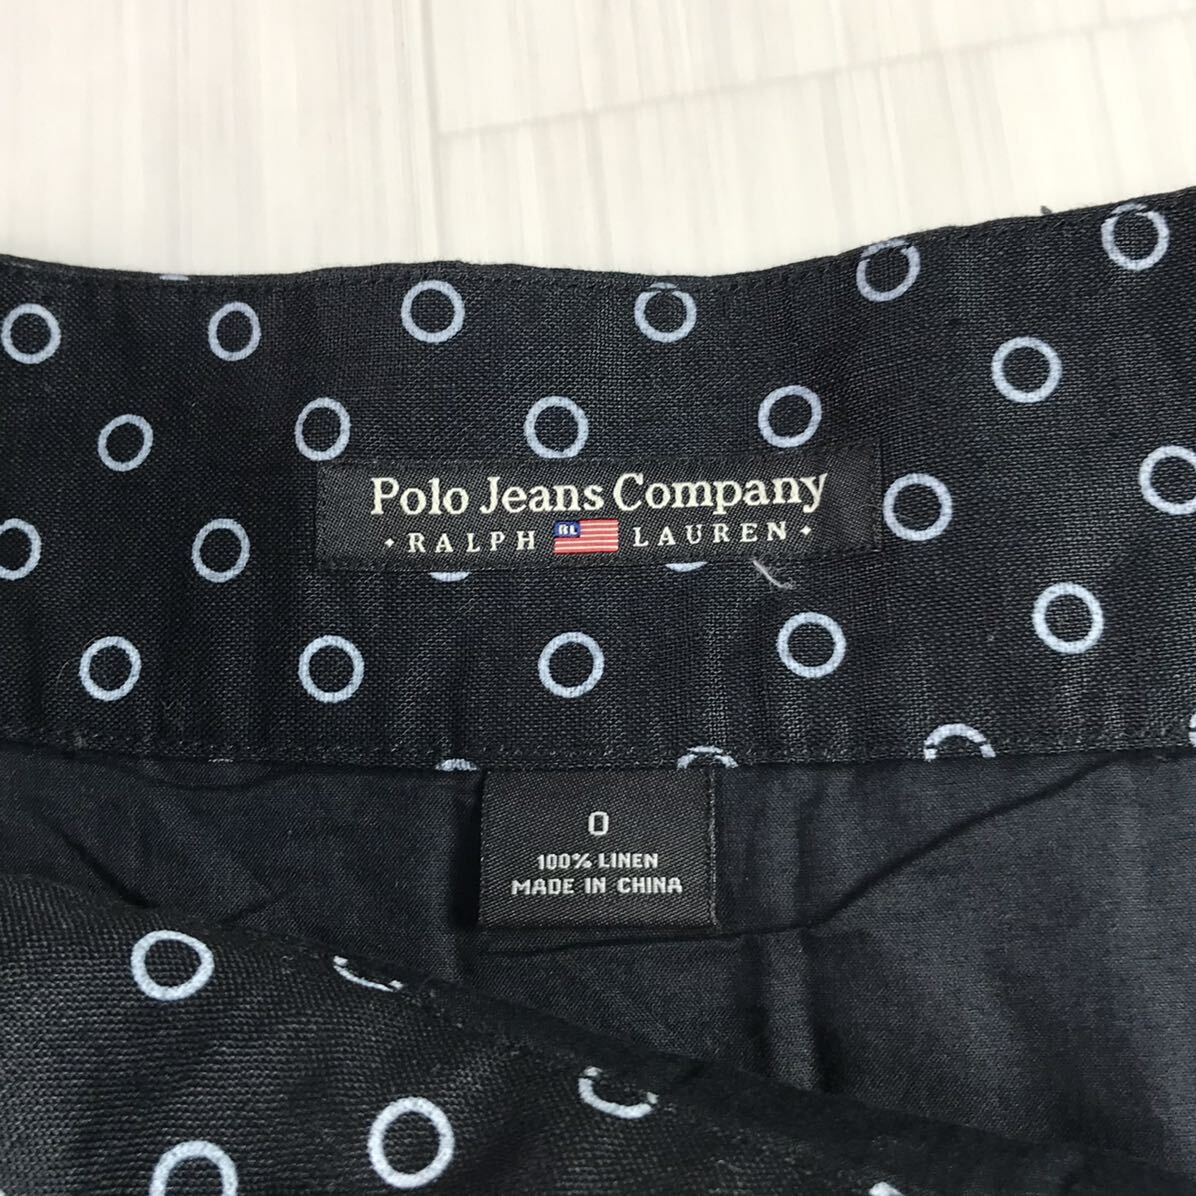 Polo Jeans Company
• RALPH RL LAUREN •
0
100% LINEN
MADE IN CHINA